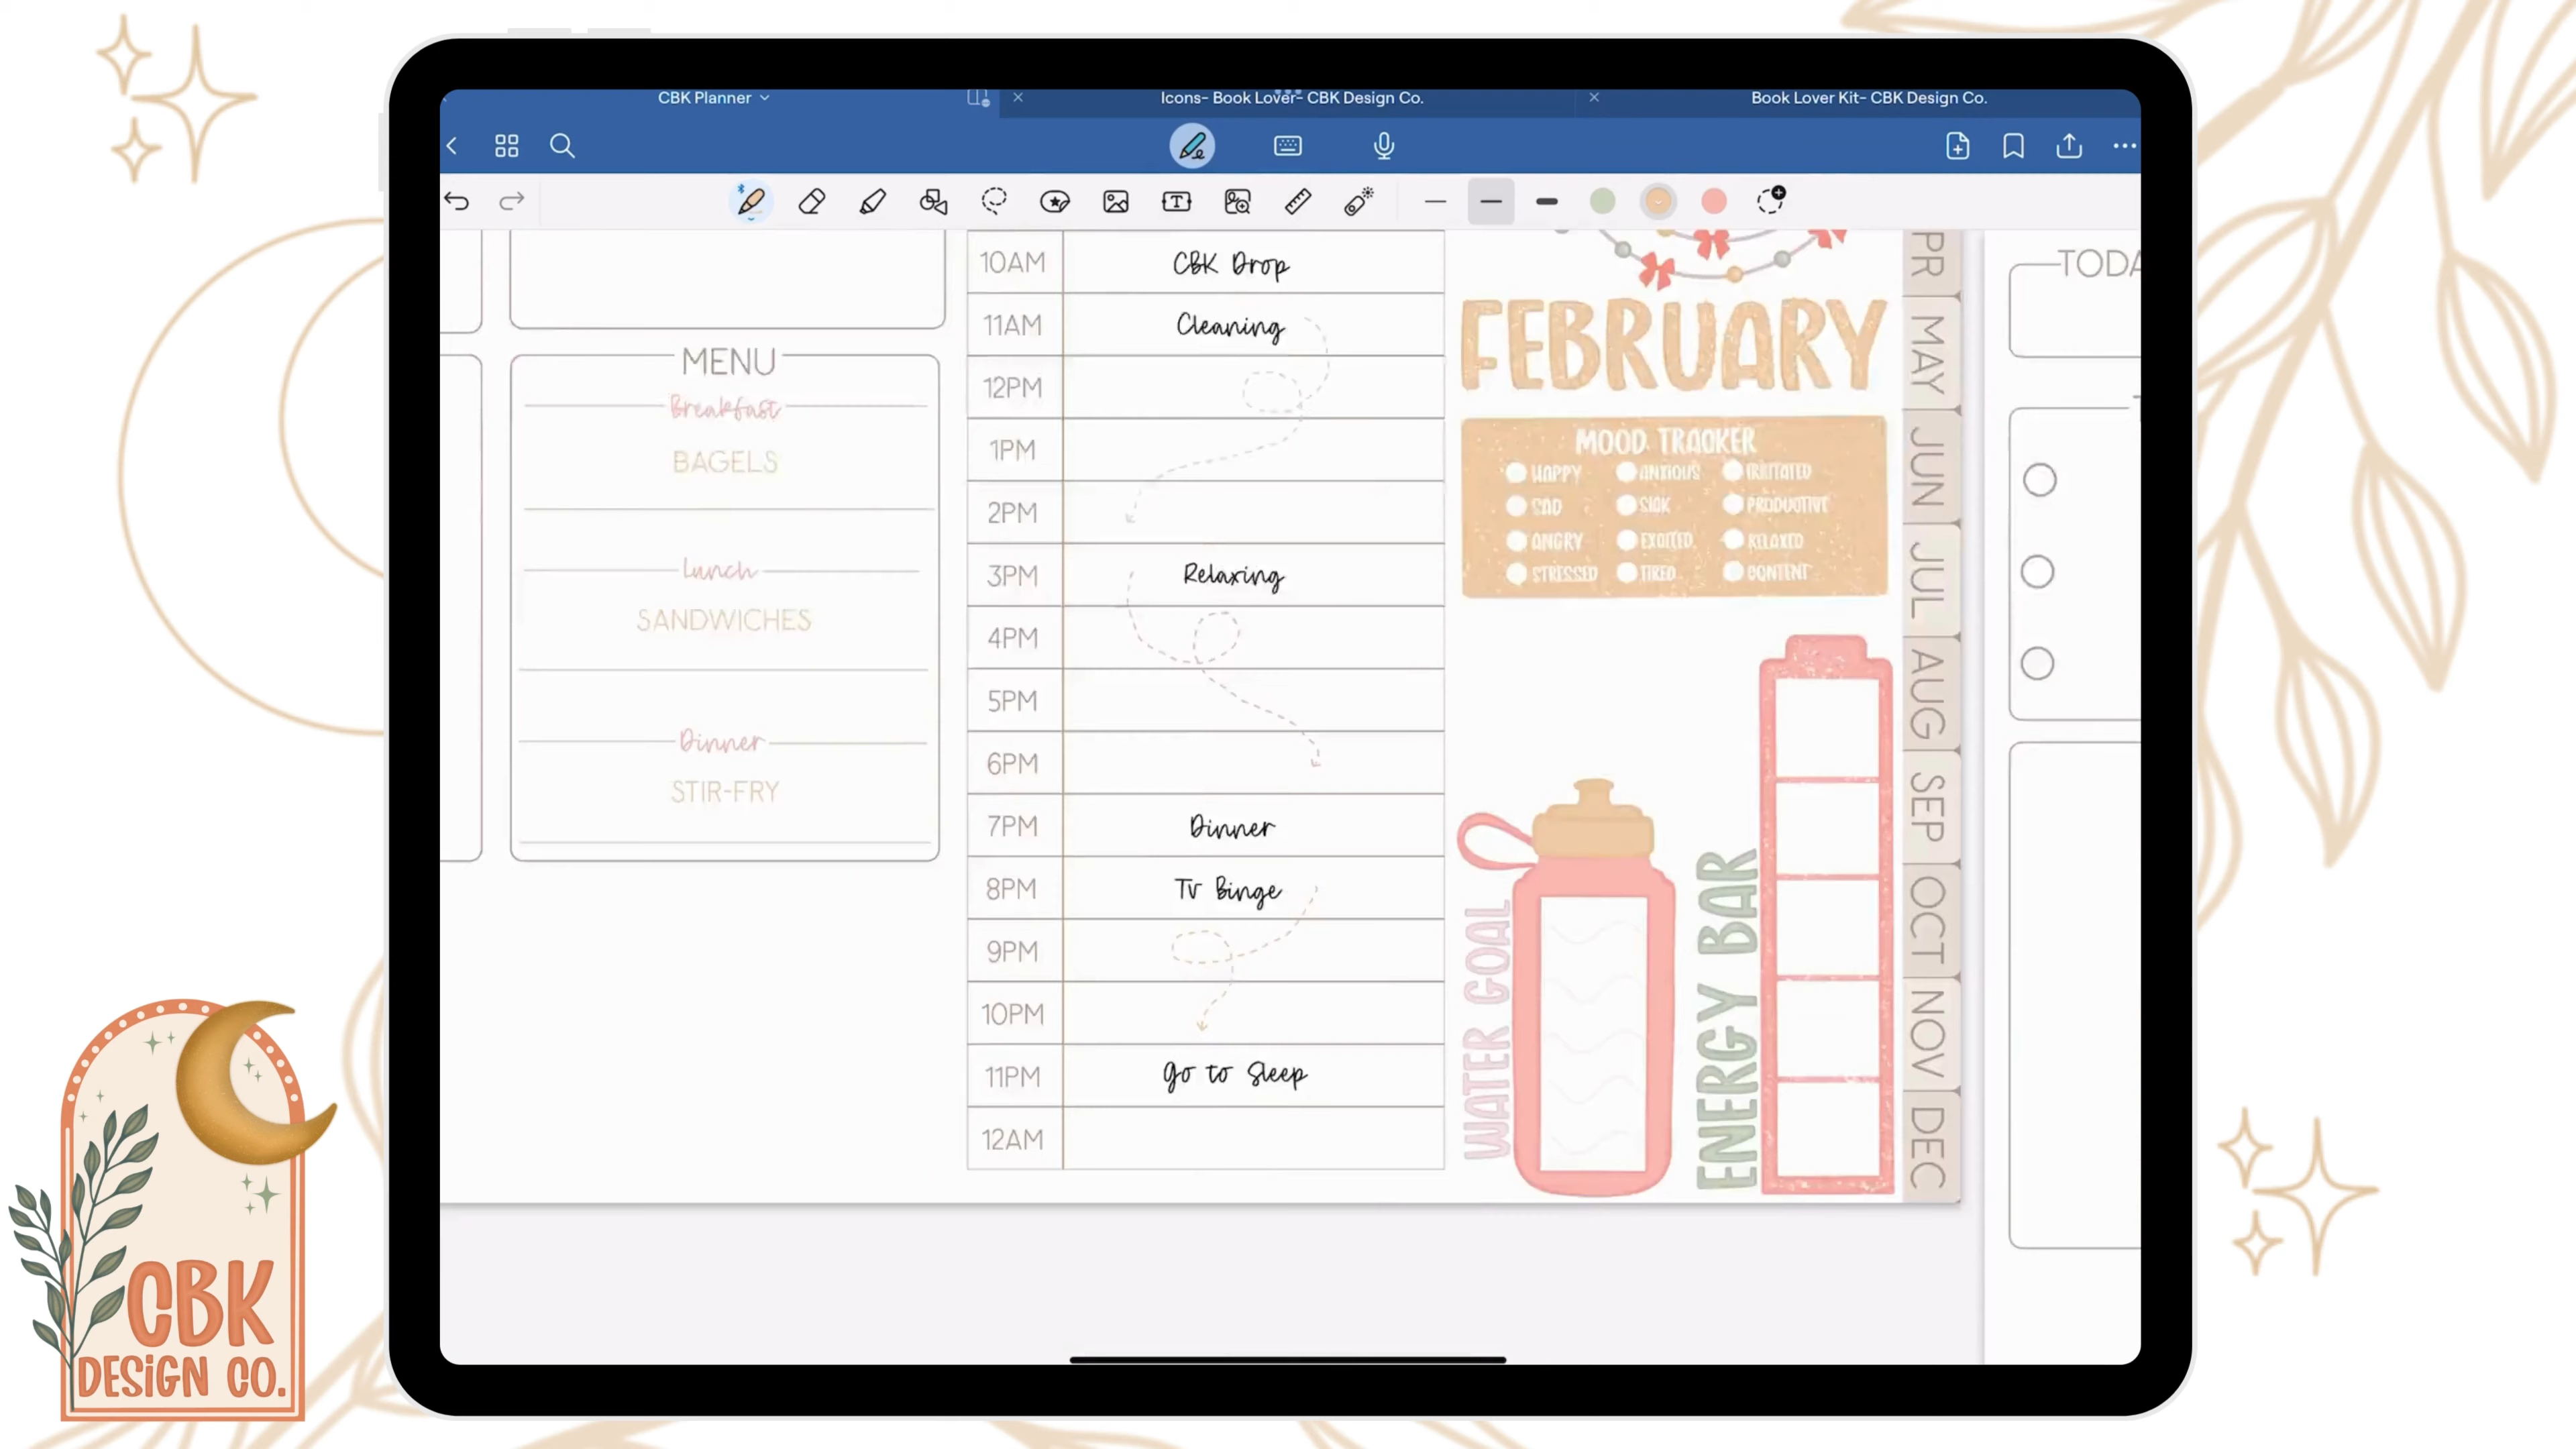 CBK Planner
Icons- Book Lover- CBK Design Co.
Book Lover Kit- CBK Design Co.
MENU
Breakfast
BAGELS
Lunch
SANDWICHES
Dinner
STIR-FRY
10AM CBK Drop
11AM Cleaning
12PM
1PM
2PM
3PM Relaxing
4PM
5PM
6PM
7PM Dinner
8PM Tv Binge
9PM
10PM
11PM Go to Sleep
12AM
FEBRUARY
MOOD TRACKER
HAPPY ANXIOUS IRRITATED
SAD SICK PRODUCTIVE
ANGRY EXCITED RELAXED
STRESSED TIRED CONTENT
WATER GOAL
ENERGY BAR
PR
MAY
JUN
JUL
AUG
SEP
OCT
NOV
DEC
TODA
CBK
DESiGN CO.